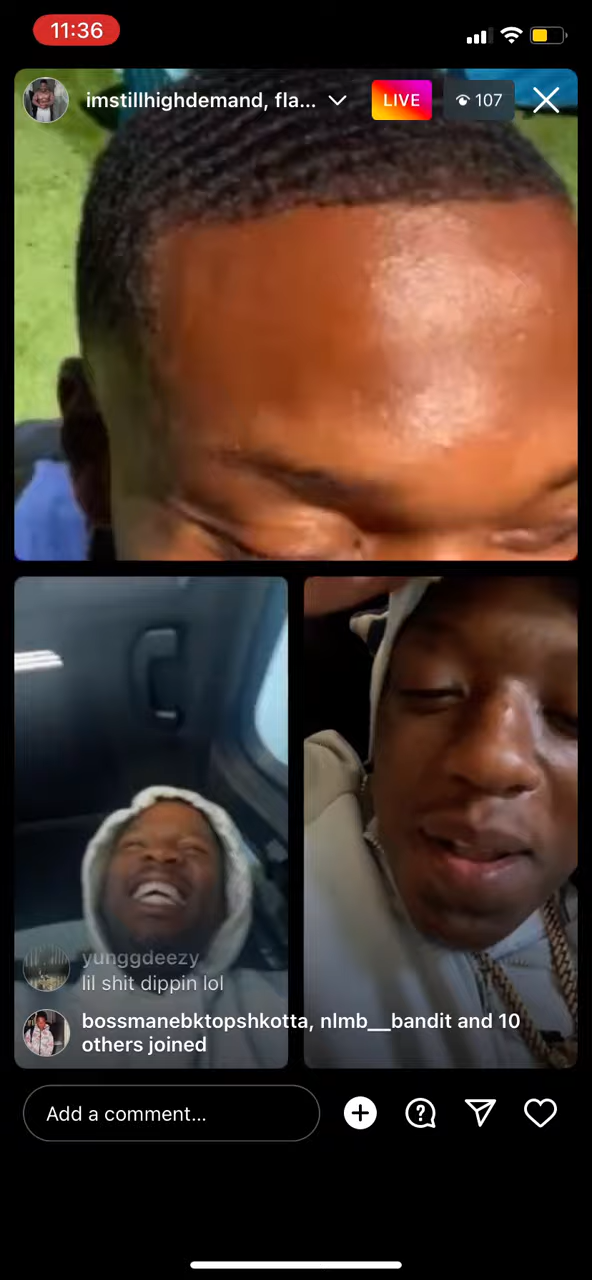 11:36
imstillhighdemand, fla...
LIVE
107
yunggdeezy
lil shit dippin lol
bossmanebktopshkotta, nlmb__bandit and 10
others joined
Add a comment...